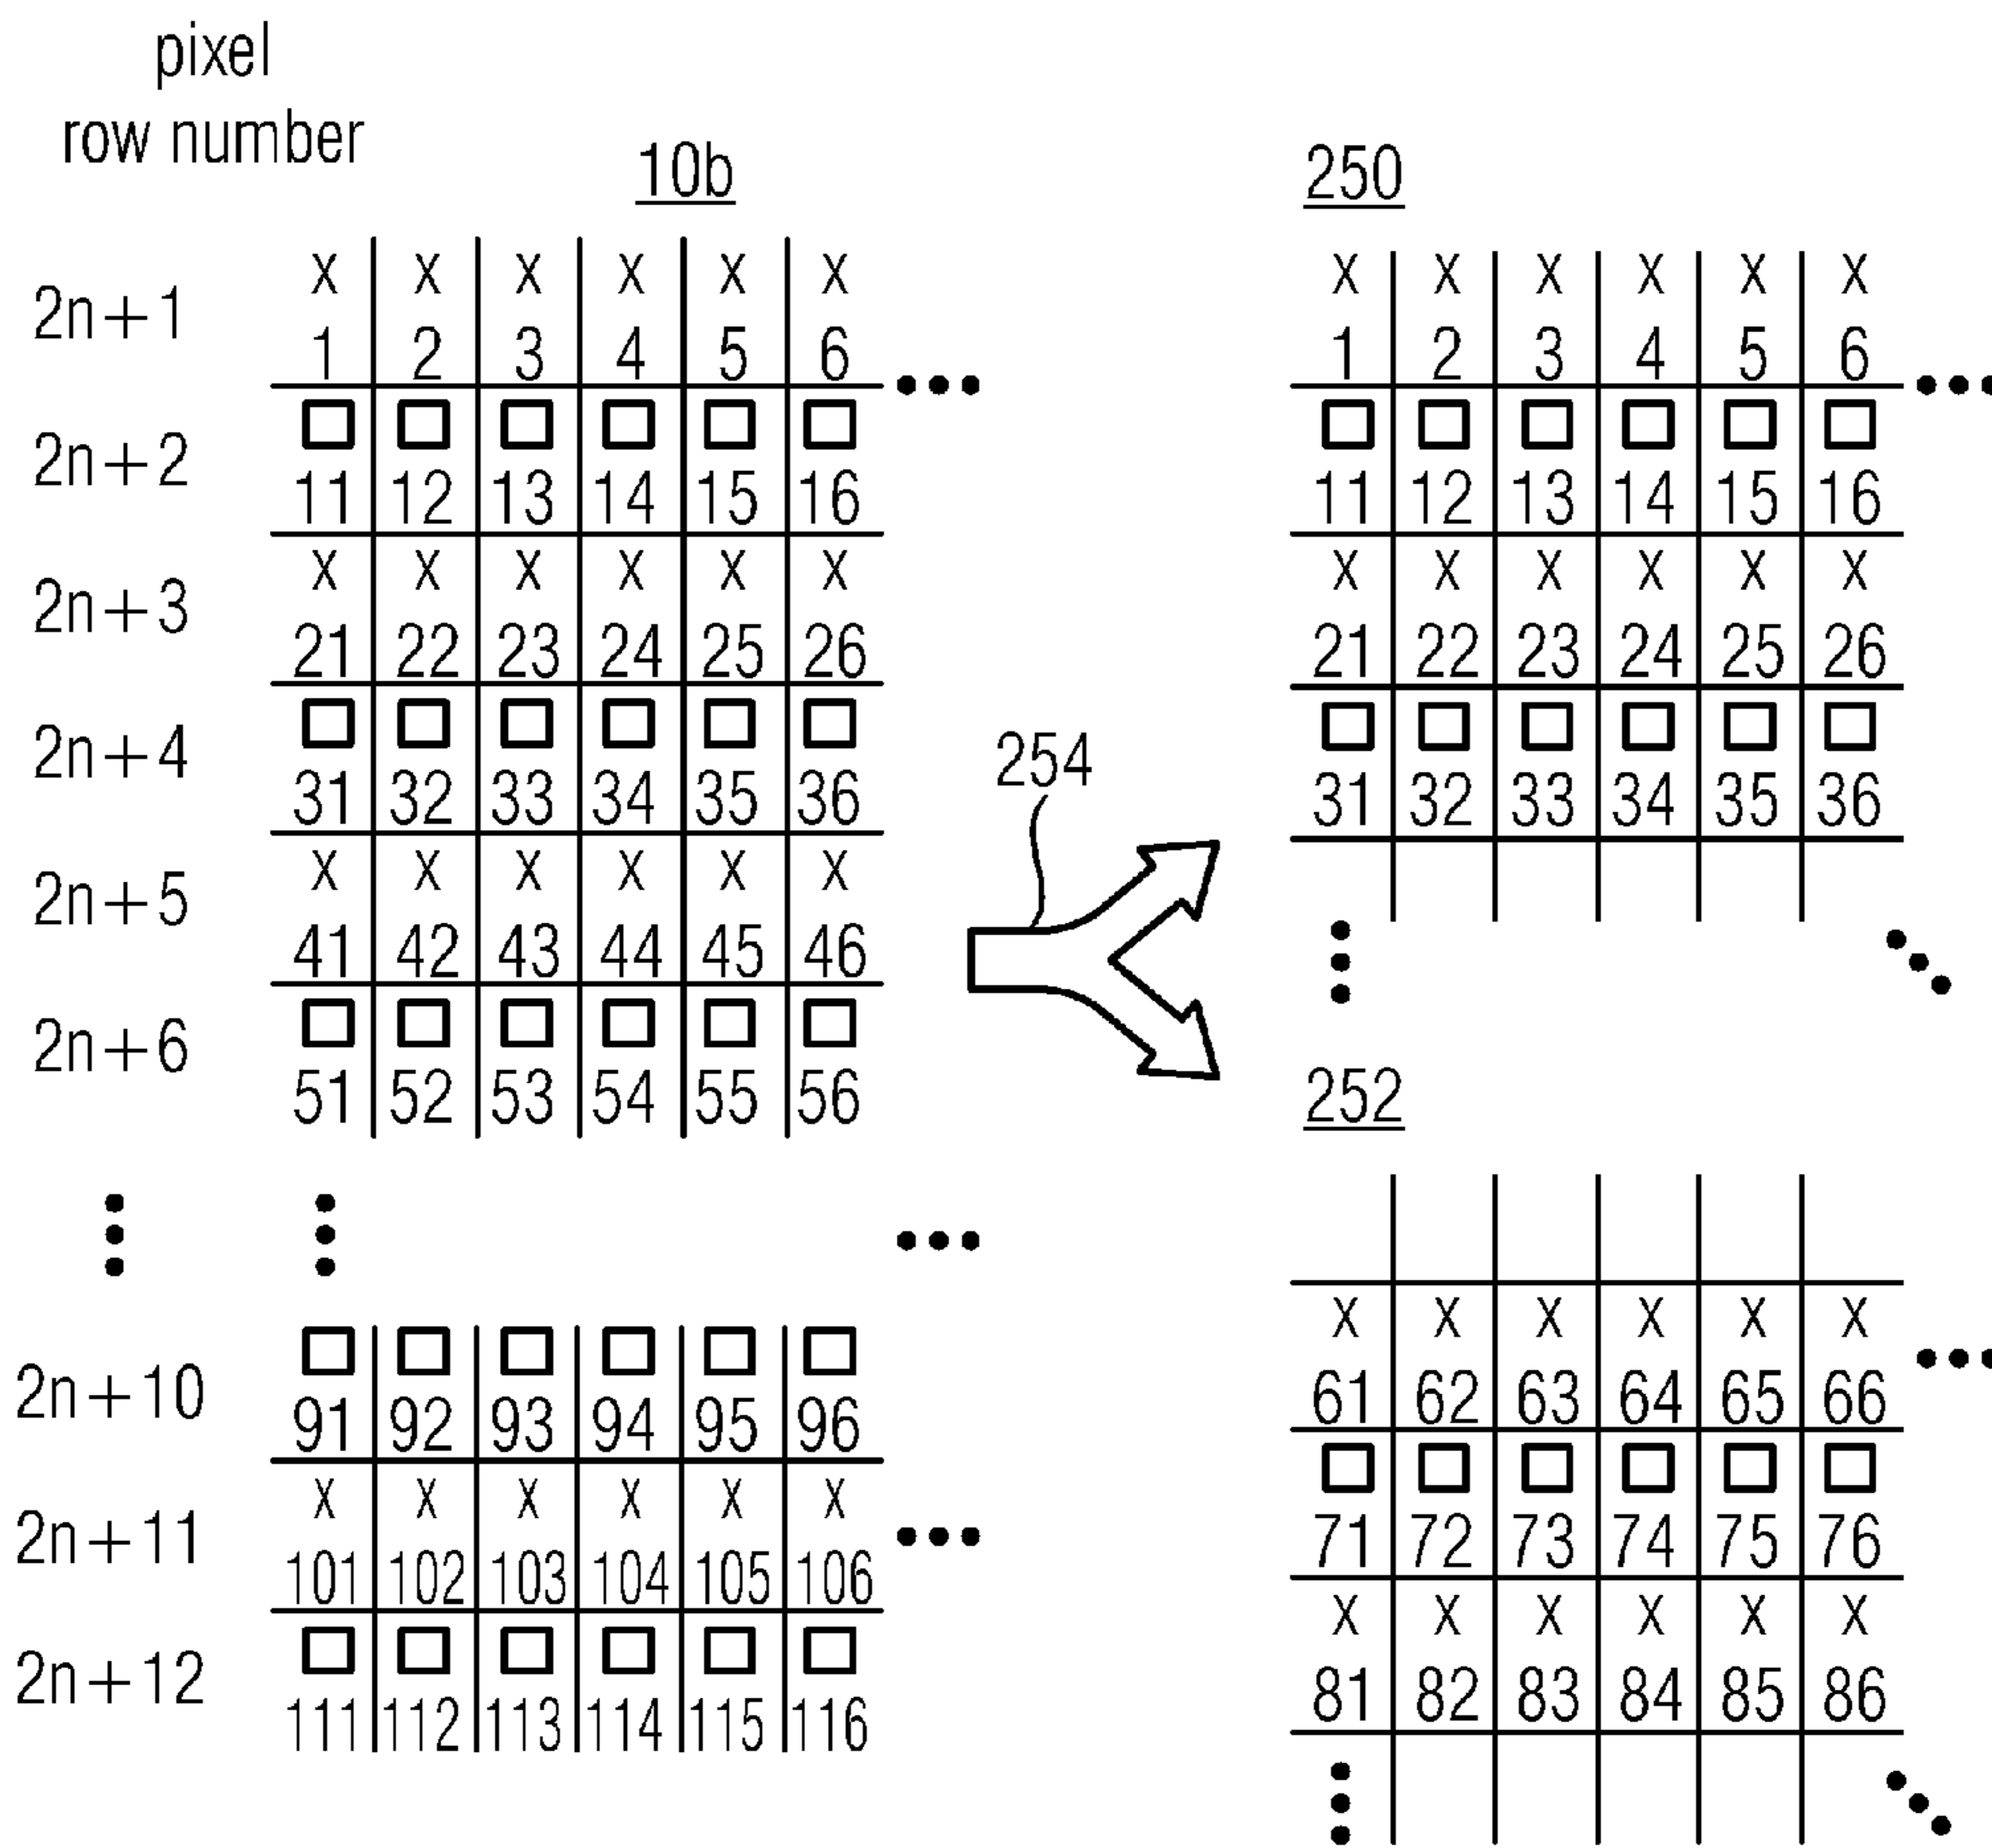 pixel
row number
10b
2n+1 x x x x x x
1 2 3 4 5 6
2n+2
11 12 13 14 15 16
2n+3 x x x x x x
21 22 23 24 25 26
2n+4
31 32 33 34 35 36
2n+5 x x x x x x
41 42 43 44 45 46
2n+6
51 52 53 54 55 56
2n+10
91 92 93 94 95 96
2n+11 x x x x x x
101 102 103 104 105 106
2n+12
111 112 113 114 115 116
254
250
x x x x x x
1 2 3 4 5 6
11 12 13 14 15 16
x x x x x x
21 22 23 24 25 26
31 32 33 34 35 36
252
x x x x x x
61 62 63 64 65 66
71 72 73 74 75 76
x x x x x x
81 82 83 84 85 86